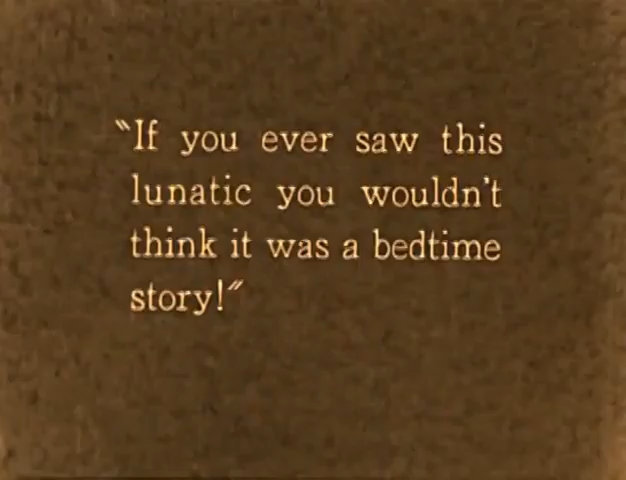 "If you ever saw this
lunatic you wouldn't
think it was a bedtime
story!"